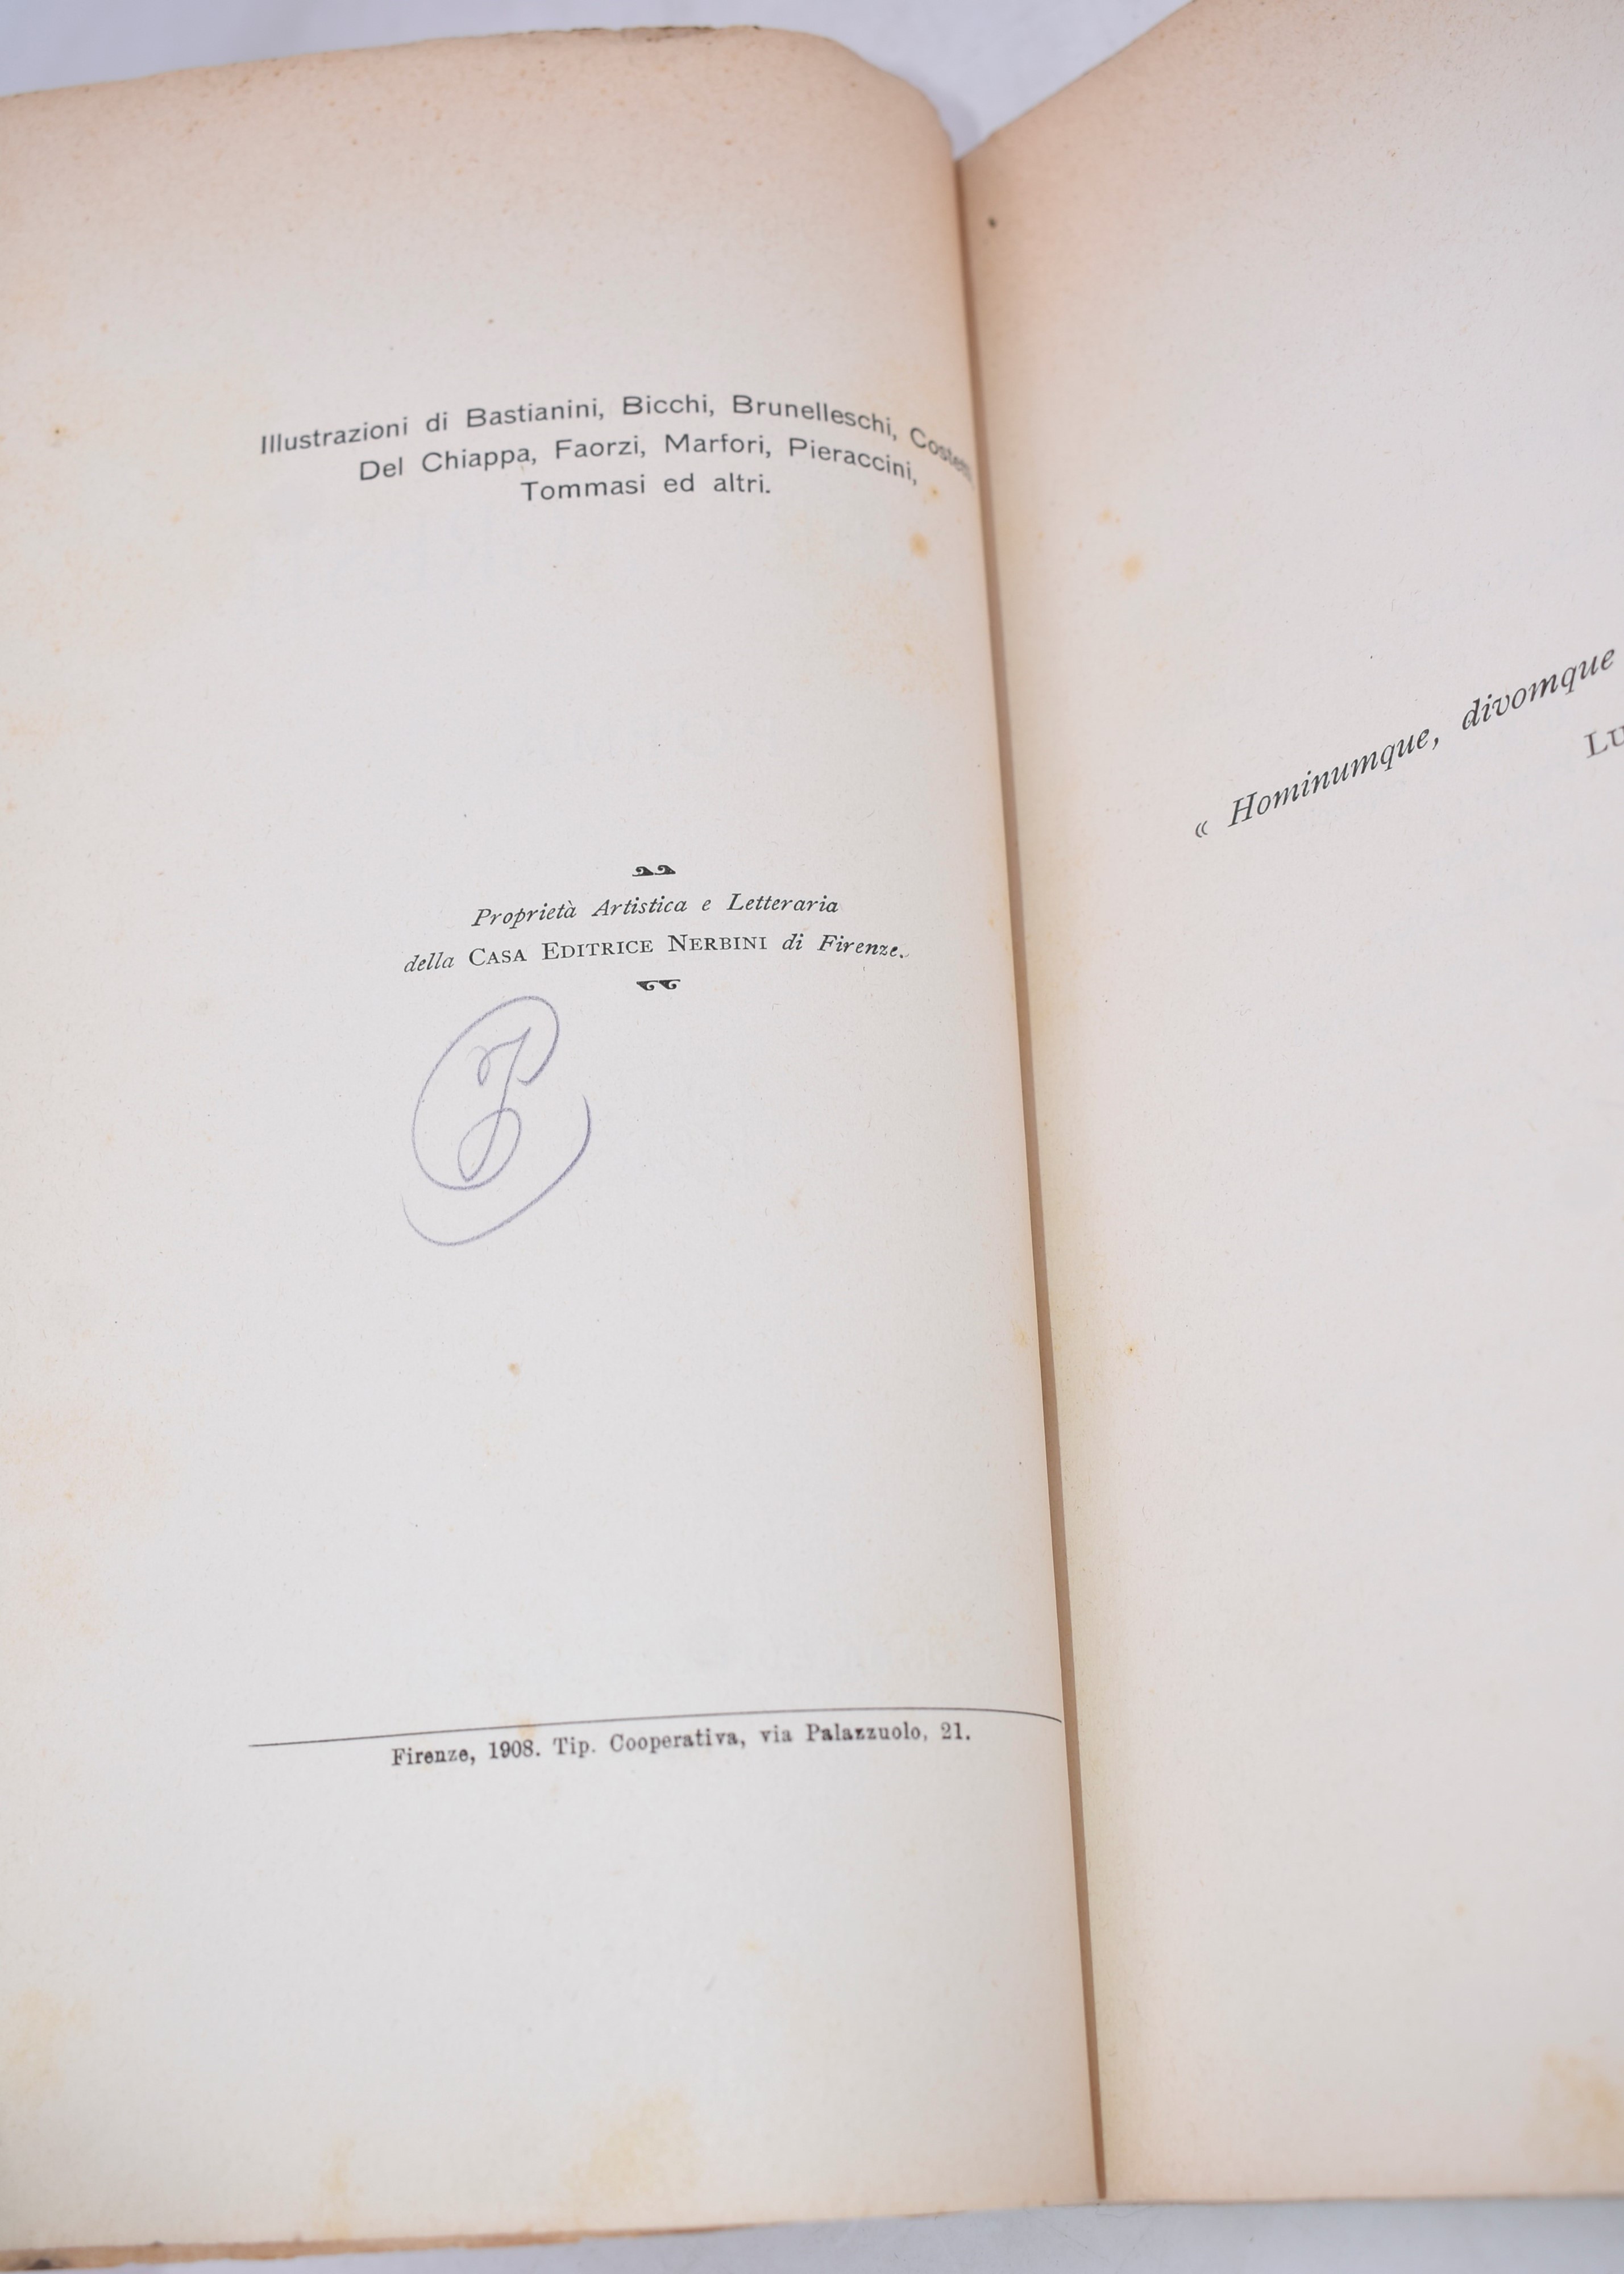 Illustrazioni di Bastianini, Bicchi, Brunelleschi,
Del Chiappa, Faorzi, Marfori, Pieraccini,
Tommasi ed altri.
Proprietà Artistica e Letteraria
della CASA EDITRICE NERBINI di Firenze.
Firenze, 1908. Tip. Cooperativa, via Palazzuolo, 21.
« Hominumque, divomque